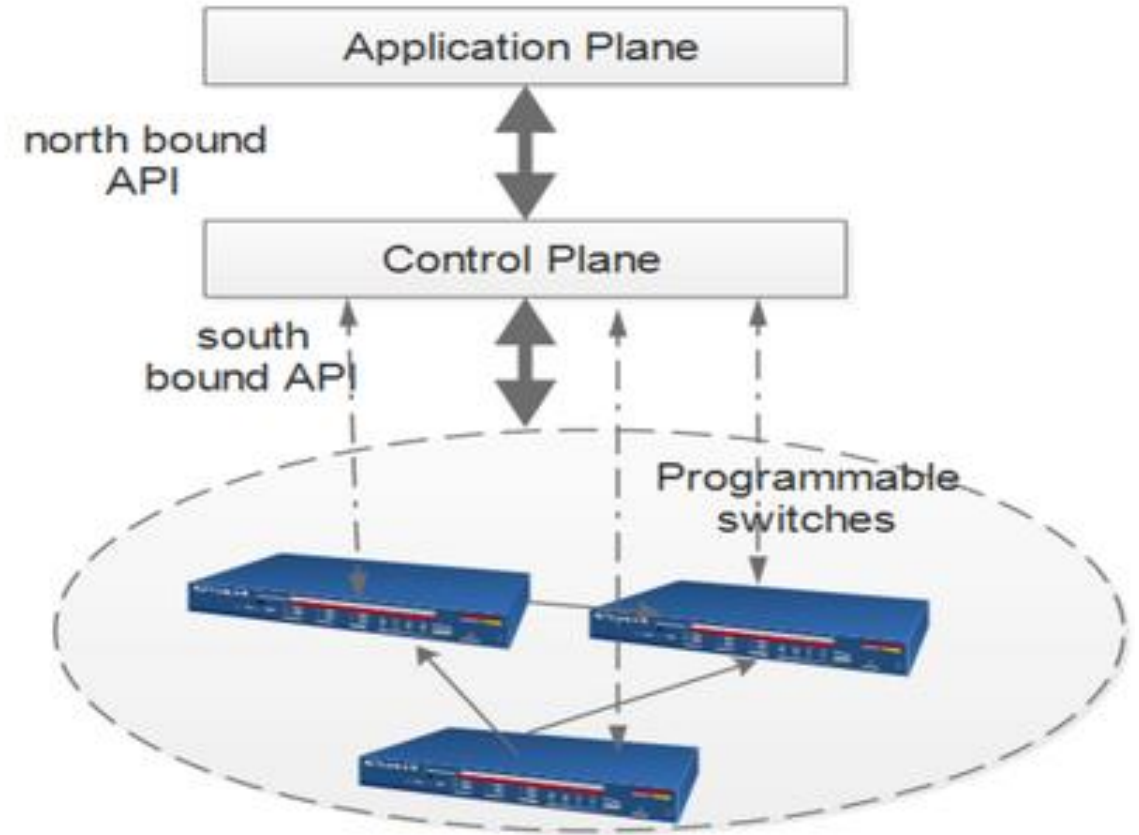 Application Plane
north bound
API
Control Plane
south
bound API
Programmable
switches